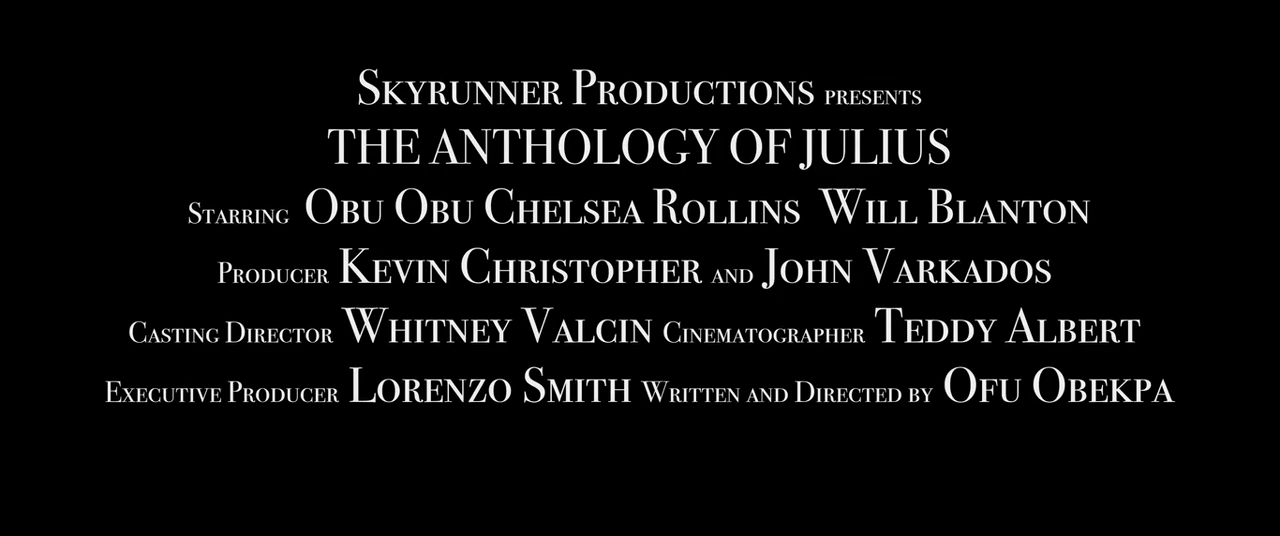 Skyrunner Productions presents
THE ANTHOLOGY OF JULIUS
Starring Obu Obu Chelsea Rollins Will Blanton
Producer Kevin Christopher and John Varkados
Casting Director Whitney Valcin Cinematographer Teddy Albert
Executive Producer Lorenzo Smith Written and Directed by Ofu Obekpa